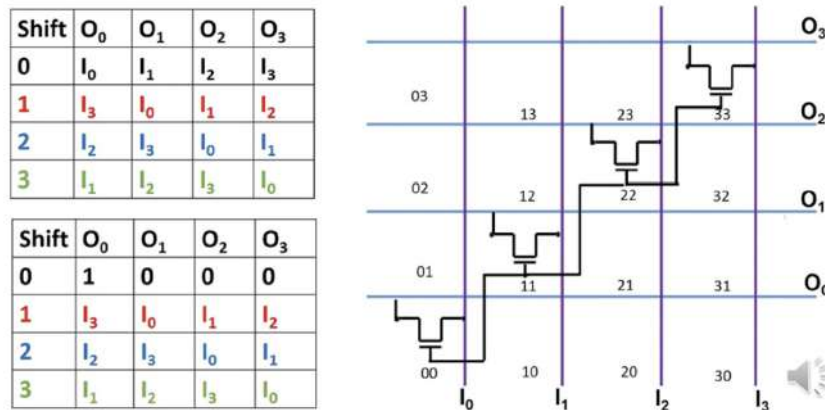 Shift O₀ O₁ O₂ O₃
0 I₀ I₁ I₂ I₃
1 I₃ I₀ I₁ I₂
2 I₂ I₃ I₀ I₁
3 I₁ I₂ I₃ I₀
Shift O₀ O₁ O₂ O₃
0 1 0 0 0
1 I₃ I₀ I₁ I₂
2 I₂ I₃ I₀ I₁
3 I₁ I₂ I₃ I₀
O₃
03 13 23 33
O₂
02 12 22 32
O₁
01 11 21 31
O₀
00 10 20 30
I₀ I₁ I₂ I₃